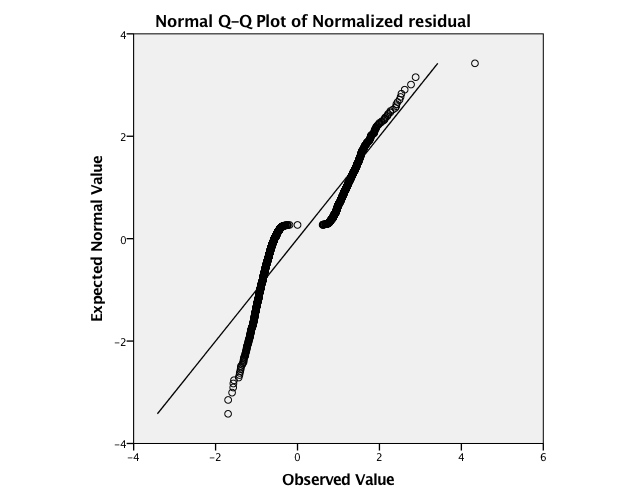 Normal Q-Q Plot of Normalized residual
4
2
0
-2
-4
Expected Normal Value
-4 -2 0 2 4 6
Observed Value